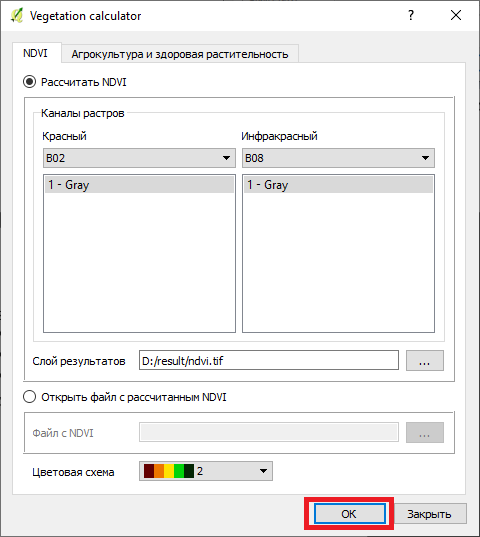 Vegetation calculator
?
NDVI
Агрокультура и здоровая растительность
Рассчитать NDVI
Каналы растров
Красный
Инфракрасный
B02
B08
1 - Gray
1 - Gray
Слой результатов
D:/result/ndvi.tif
...
Открыть файл с рассчитанным NDVI
Файл с NDVI
...
Цветовая схема
2
ОК
Закрыть